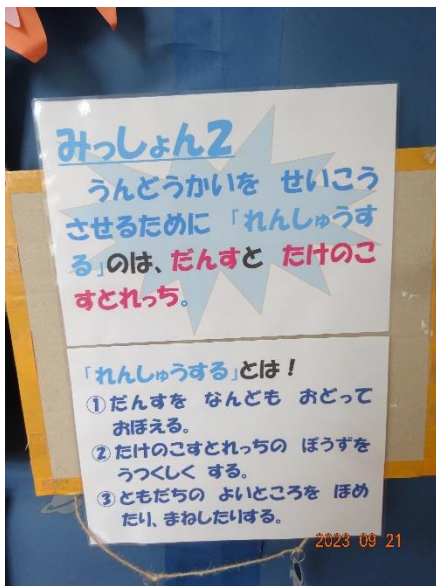 みっしょん2
うんどうかいを せいこう
させるために 「れんしゅうす
る」のは、だんすと たけのこ
すとれっち。
「れんしゅうする」とは!
①だんすを なんども おどって
おぼえる。
②たけのこすとれっちの ぽうずを
うつくしく する。
③ともだちの よいところを ほめ
たり、まねしたりする。
2023 09 21